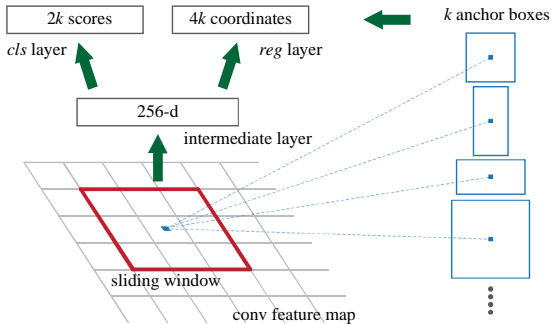 2k scores
4k coordinates
k anchor boxes
cls layer
reg layer
256-d
intermediate layer
sliding window
conv feature map